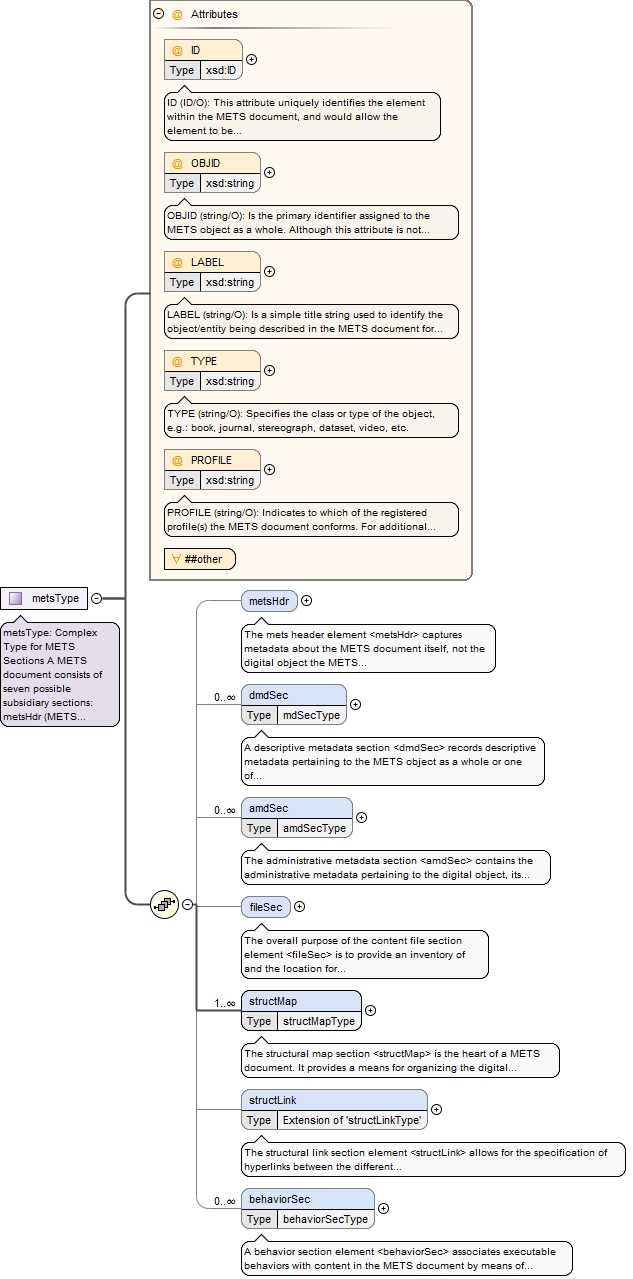 @ Attributes
@ ID
Type xsd:ID
ID (ID/O): This attribute uniquely identifies the element
within the METS document, and would allow the
element to be...
@ OBJID
Type xsd:string
OBJID (string/O): Is the primary identifier assigned to the
METS object as a whole. Although this attribute is not...
@ LABEL
Type xsd:string
LABEL (string/O): Is a simple title string used to identify the
object/entity being described in the METS document for...
@ TYPE
Type xsd:string
TYPE (string/O): Specifies the class or type of the object,
e.g.: book, journal, stereograph, dataset, video, etc.
@ PROFILE
Type xsd:string
PROFILE (string/O): Indicates to which of the registered
profile(s) the METS document conforms. For additional...
∀ ##other
metsType
metsType: Complex
Type for METS
Sections A METS
document consists of
seven possible
subsidiary sections:
metsHdr (METS...
metsHdr
The mets header element <metsHdr> captures
metadata about the METS document itself, not the
digital object the METS...
0..∞
dmdSec
Type mdSecType
A descriptive metadata section <dmdSec> records descriptive
metadata pertaining to the METS object as a whole or one
of...
0..∞
amdSec
Type amdSecType
The administrative metadata section <amdSec> contains the
administrative metadata pertaining to the digital object, its...
fileSec
The overall purpose of the content file section
element <fileSec> is to provide an inventory of
and the location for...
1..∞
structMap
Type structMapType
The structural map section <structMap> is the heart of a METS
document. It provides a means for organizing the digital...
structLink
Type Extension of 'structLinkType'
The structural link section element <structLink> allows for the specification of
hyperlinks between the different...
0..∞
behaviorSec
Type behaviorSecType
A behavior section element <behaviorSec> associates executable
behaviors with content in the METS document by means of...